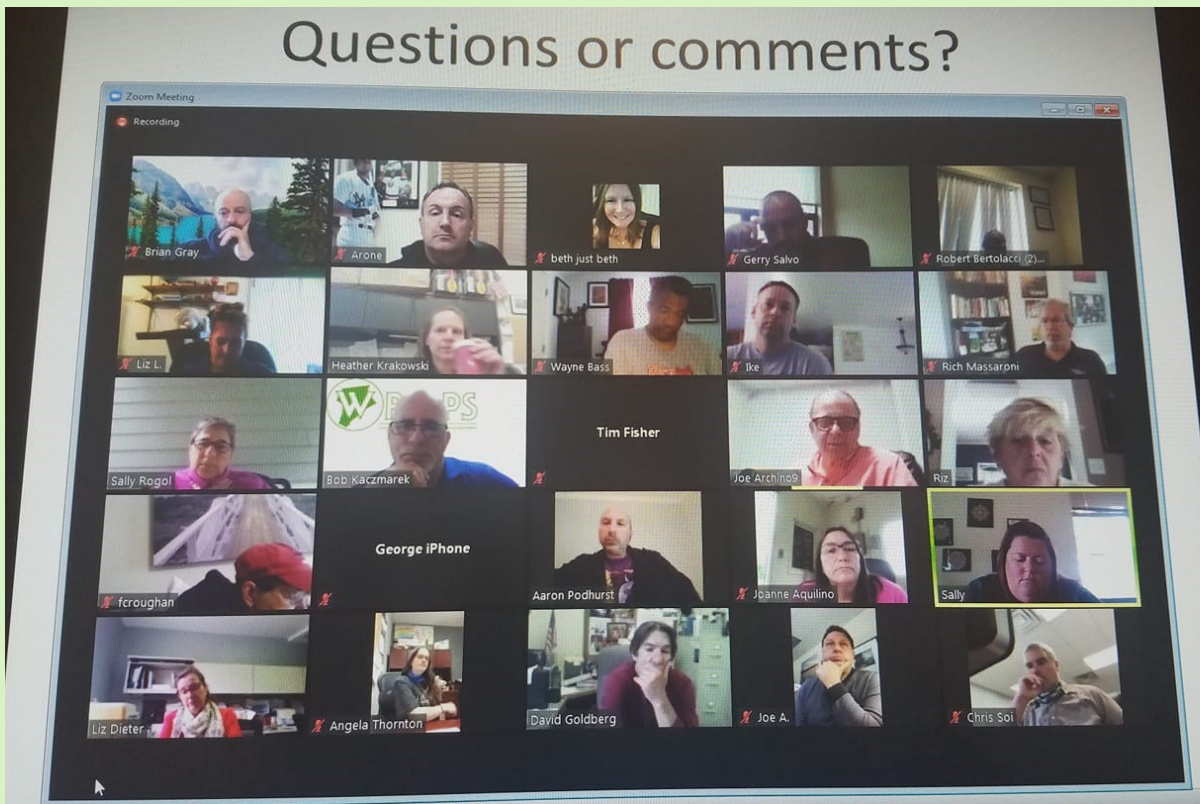 Questions or comments?
Zoom Meeting
Recording
Brian Gray
Arone
beth just beth
Gerry Salvo
Robert Bertolacci (2)...
Liz L.
Heather Krakowski
Wayne Bass
Ike
Rich Massaroni
Sally Rogol
Bob Kaczmarek
Tim Fisher
Joe Archino9
Riz
fcroughan
George iPhone
Aaron Podhurst
Joanne Aquilino
Sally
Liz Dieter
Angela Thornton
David Goldberg
Joe A.
Chris Soi